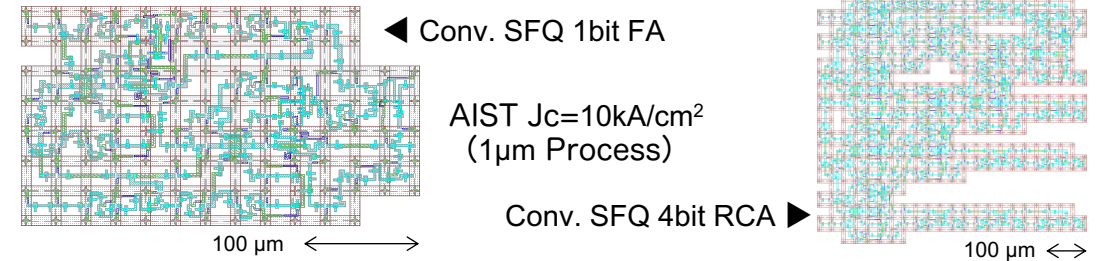 ◀ Conv. SFQ 1bit FA
AIST Jc=10kA/cm²
（1μm Process）
Conv. SFQ 4bit RCA ▶
100 μm
100 μm